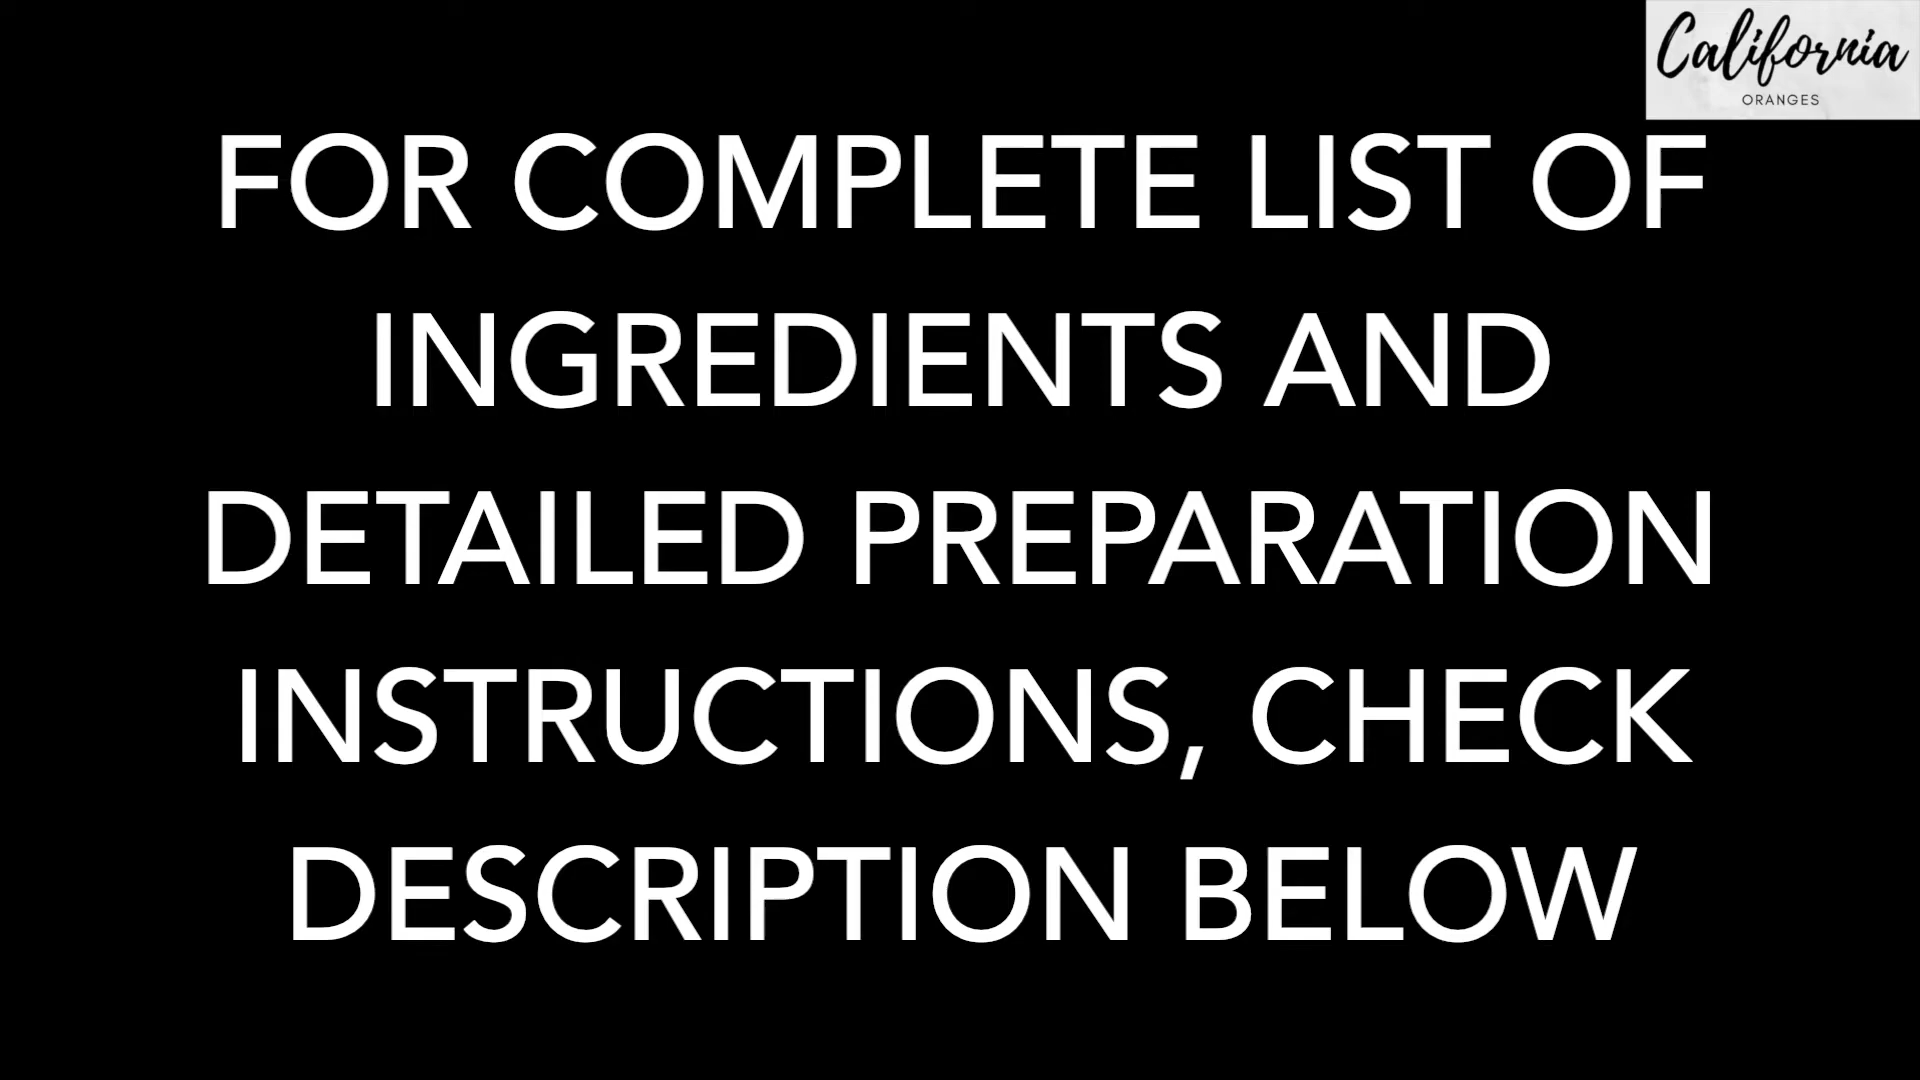 California
ORANGES
FOR COMPLETE LIST OF
INGREDIENTS AND
DETAILED PREPARATION
INSTRUCTIONS, CHECK
DESCRIPTION BELOW